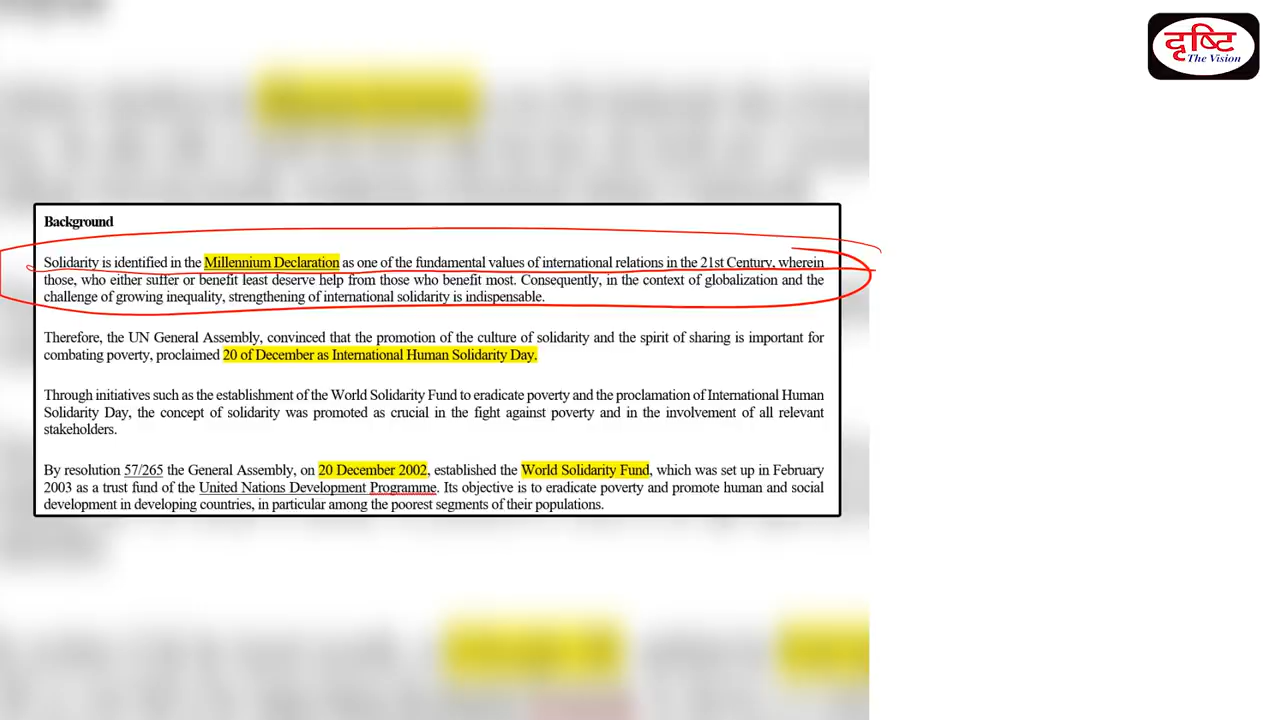 दृष्टि
The Vision
Background
Solidarity is identified in the Millennium Declaration as one of the fundamental values of international relations in the 21st Century, wherein
those, who either suffer or benefit least deserve help from those who benefit most. Consequently, in the context of globalization and the
challenge of growing inequality, strengthening of international solidarity is indispensable.
Therefore, the UN General Assembly, convinced that the promotion of the culture of solidarity and the spirit of sharing is important for
combating poverty, proclaimed 20 of December as International Human Solidarity Day.
Through initiatives such as the establishment of the World Solidarity Fund to eradicate poverty and the proclamation of International Human
Solidarity Day, the concept of solidarity was promoted as crucial in the fight against poverty and in the involvement of all relevant
stakeholders.
By resolution 57/265 the General Assembly, on 20 December 2002, established the World Solidarity Fund, which was set up in February
2003 as a trust fund of the United Nations Development Programme. Its objective is to eradicate poverty and promote human and social
development in developing countries, in particular among the poorest segments of their populations.